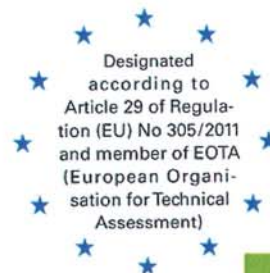 Designated
according to
Article 29 of Regula-
tion (EU) No 305/2011
and member of EOTA
(European Organi-
sation for Technical
Assessment)